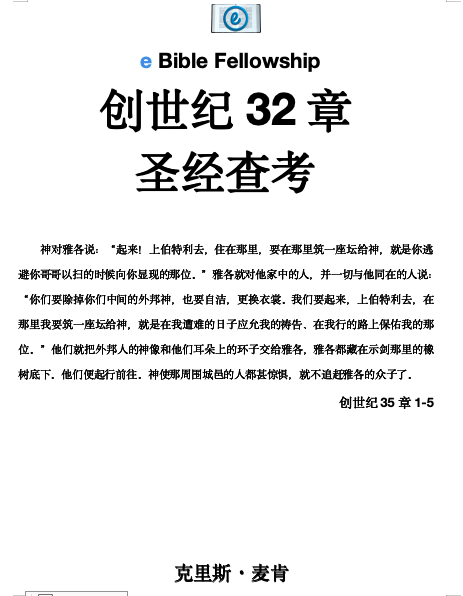 e
e Bible Fellowship
创世纪 32 章
圣经查考
神对雅各说：“起来！上伯特利去，住在那里，要在那里筑一座坛给神，就是你逃
避你哥哥以扫的时候向你显现的那位。”雅各就对他家中的人，并一切与他同在的人说：
“你们要除掉你们中间的外邦神，也要自洁，更换衣裳。我们要起来，上伯特利去，在
那里我要筑一座坛给神，就是在我遭难的日子应允我的祷告、在我行的路上保佑我的那
位。”他们就把外邦人的神像和他们耳朵上的环子交给雅各，雅各都藏在示剑那里的橡
树底下。他们便起行前往。神使那周围城邑的人都甚惊惧，就不追赶雅各的众子了。
创世纪 35 章 1-5
克里斯·麦肯